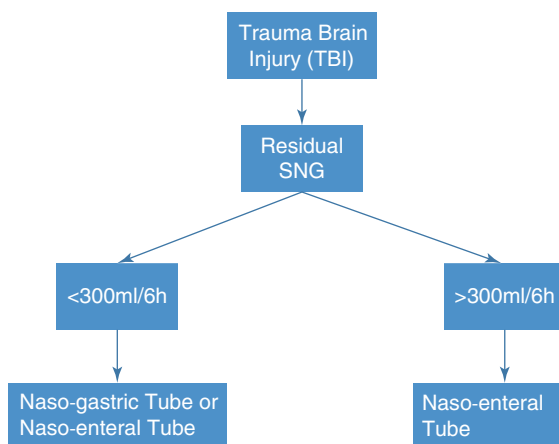 Trauma Brain
Injury (TBI)
Residual
SNG
<300ml/6h
>300ml/6h
Naso-gastric Tube or
Naso-enteral Tube
Naso-enteral
Tube